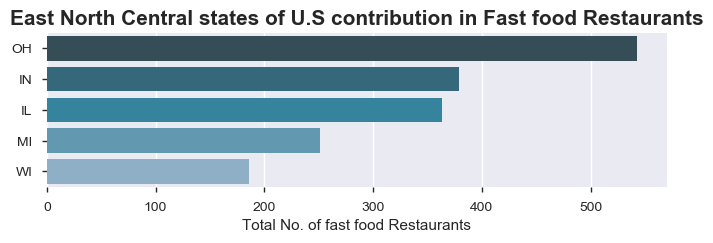 East North Central states of U.S contribution in Fast food Restaurants
OH
IN
IL
MI
WI
0 100 200 300 400 500
Total No. of fast food Restaurants